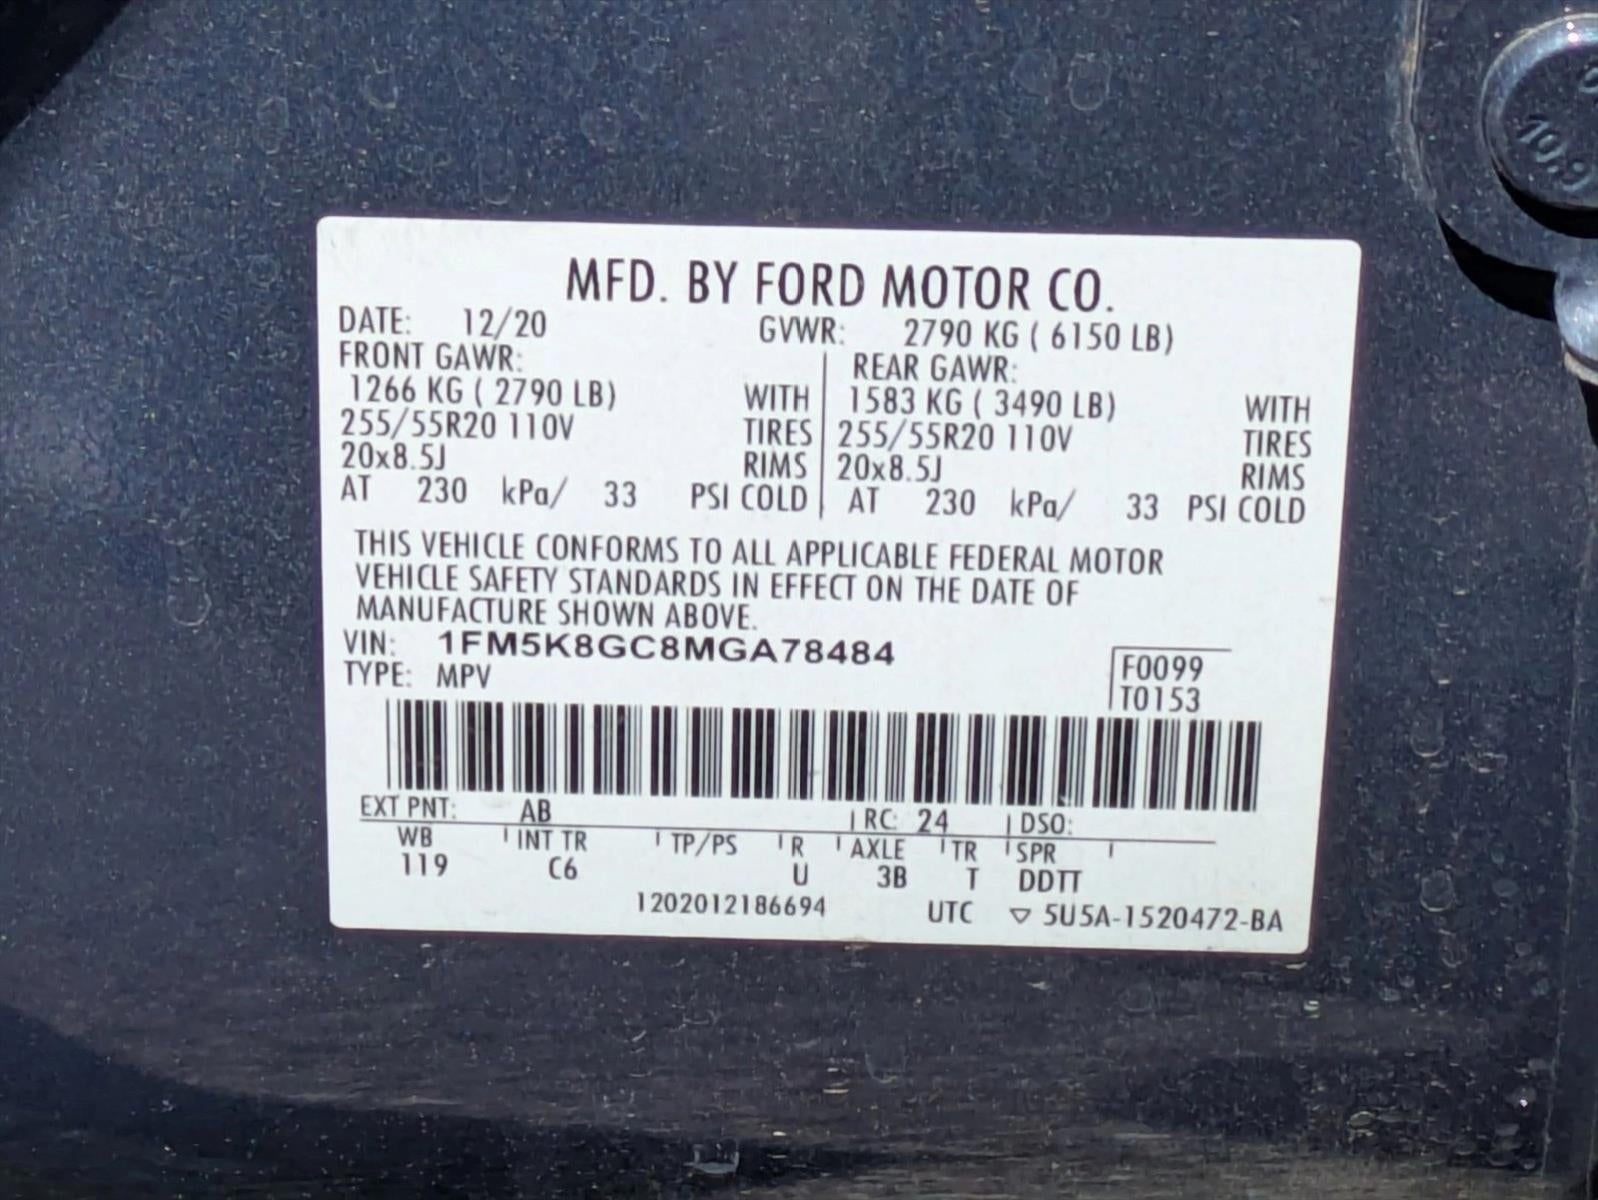 MFD. BY FORD MOTOR CO.
DATE: 12/20 GVWR: 2790 KG ( 6150 LB)
FRONT GAWR: REAR GAWR:
1266 KG ( 2790 LB) WITH 1583 KG ( 3490 LB) WITH
255/55R20 110V TIRES 255/55R20 110V TIRES
20x8.5J RIMS 20x8.5J RIMS
AT 230 kPa/ 33 PSI COLD AT 230 kPa/ 33 PSI COLD
THIS VEHICLE CONFORMS TO ALL APPLICABLE FEDERAL MOTOR
VEHICLE SAFETY STANDARDS IN EFFECT ON THE DATE OF
MANUFACTURE SHOWN ABOVE.
VIN: 1FM5K8GC8MGA78484
TYPE: MPV
F0099
T0153
EXT PNT: AB RC: 24 DSO:
WB INT TR TP/PS R AXLE TR SPR
119 C6 U 3B T DDTT
1202012186694 UTC ▽ 5U5A-1520472-BA
10.9